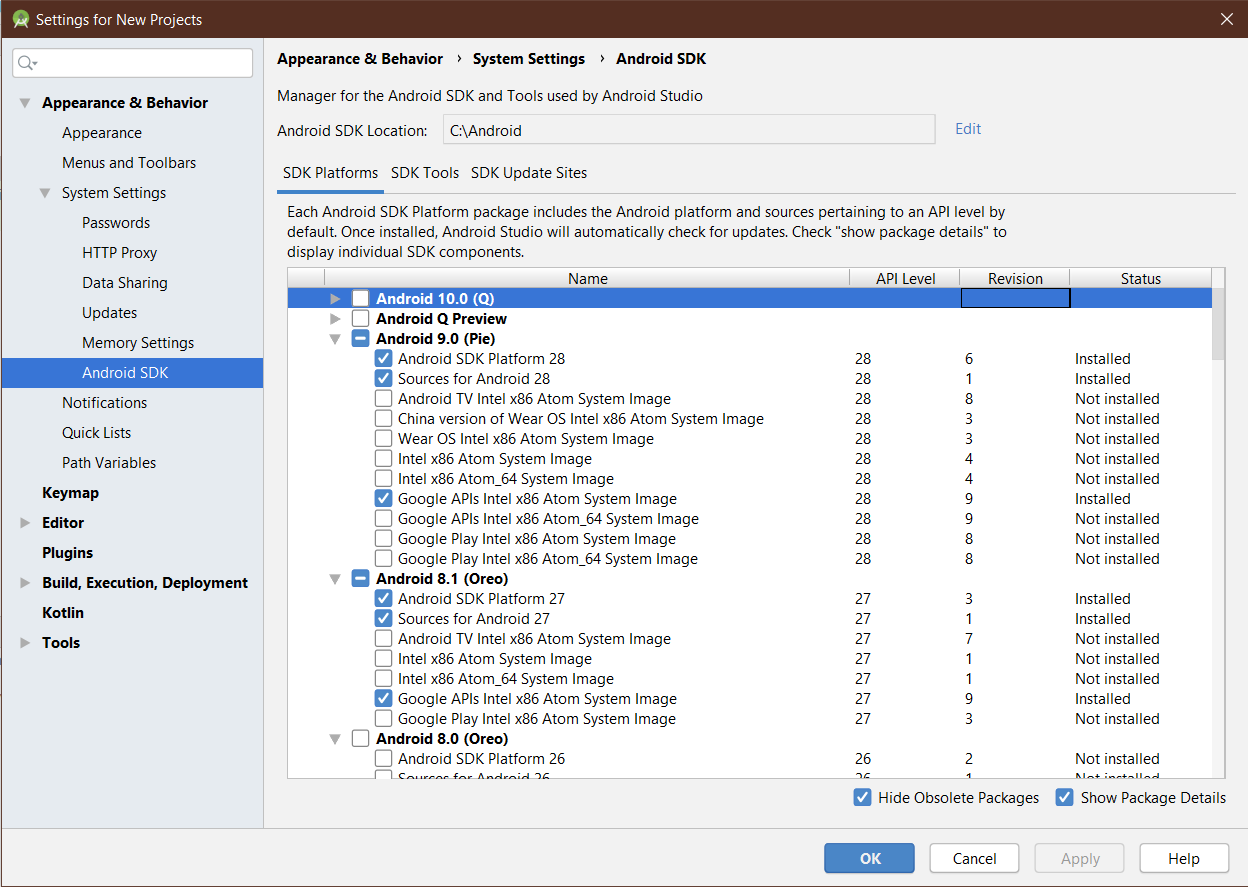 Settings for New Projects
Appearance & Behavior
Appearance
Menus and Toolbars
System Settings
Passwords
HTTP Proxy
Data Sharing
Updates
Memory Settings
Android SDK
Notifications
Quick Lists
Path Variables
Keymap
Editor
Plugins
Build, Execution, Deployment
Kotlin
Tools
Appearance & Behavior › System Settings › Android SDK
Manager for the Android SDK and Tools used by Android Studio
Android SDK Location: C:\Android Edit
SDK Platforms SDK Tools SDK Update Sites
Each Android SDK Platform package includes the Android platform and sources pertaining to an API level by
default. Once installed, Android Studio will automatically check for updates. Check "show package details" to
display individual SDK components.
Name API Level Revision Status
Android 10.0 (Q)
Android Q Preview
Android 9.0 (Pie)
Android SDK Platform 28 28 6 Installed
Sources for Android 28 28 1 Installed
Android TV Intel x86 Atom System Image 28 8 Not installed
China version of Wear OS Intel x86 Atom System Image 28 3 Not installed
Wear OS Intel x86 Atom System Image 28 3 Not installed
Intel x86 Atom System Image 28 4 Not installed
Intel x86 Atom_64 System Image 28 4 Not installed
Google APIs Intel x86 Atom System Image 28 9 Installed
Google APIs Intel x86 Atom_64 System Image 28 9 Not installed
Google Play Intel x86 Atom System Image 28 8 Not installed
Google Play Intel x86 Atom_64 System Image 28 8 Not installed
Android 8.1 (Oreo)
Android SDK Platform 27 27 3 Installed
Sources for Android 27 27 1 Installed
Android TV Intel x86 Atom System Image 27 7 Not installed
Intel x86 Atom System Image 27 1 Not installed
Intel x86 Atom_64 System Image 27 1 Not installed
Google APIs Intel x86 Atom System Image 27 9 Installed
Google Play Intel x86 Atom System Image 27 3 Not installed
Android 8.0 (Oreo)
Android SDK Platform 26 26 2 Not installed
Sources for Android 26 26 1 Not installed
Hide Obsolete Packages Show Package Details
OK Cancel Apply Help